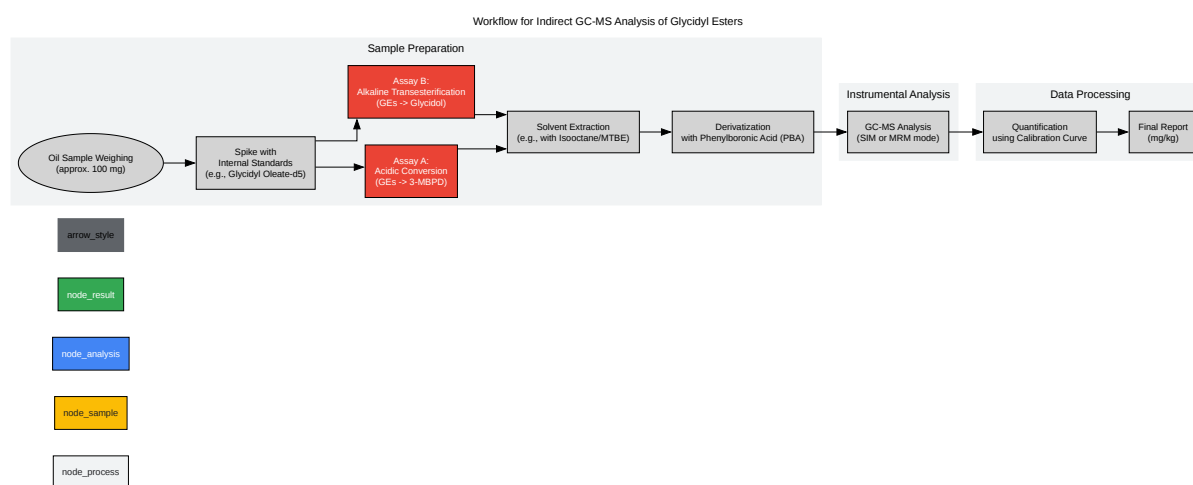 Workflow for Indirect GC-MS Analysis of Glycidyl Esters
Sample Preparation
Oil Sample Weighing
(approx. 100 mg)
Spike with
Internal Standards
(e.g., Glycidyl Oleate-d5)
Assay B:
Alkaline Transesterification
(GEs -> Glycidol)
Assay A:
Acidic Conversion
(GEs -> 3-MBPD)
Solvent Extraction
(e.g., with Isooctane/MTBE)
Derivatization
with Phenylboronic Acid (PBA)
Instrumental Analysis
GC-MS Analysis
(SIM or MRM mode)
Data Processing
Quantification
using Calibration Curve
Final Report
(mg/kg)
arrow_style
node_result
node_analysis
node_sample
node_process